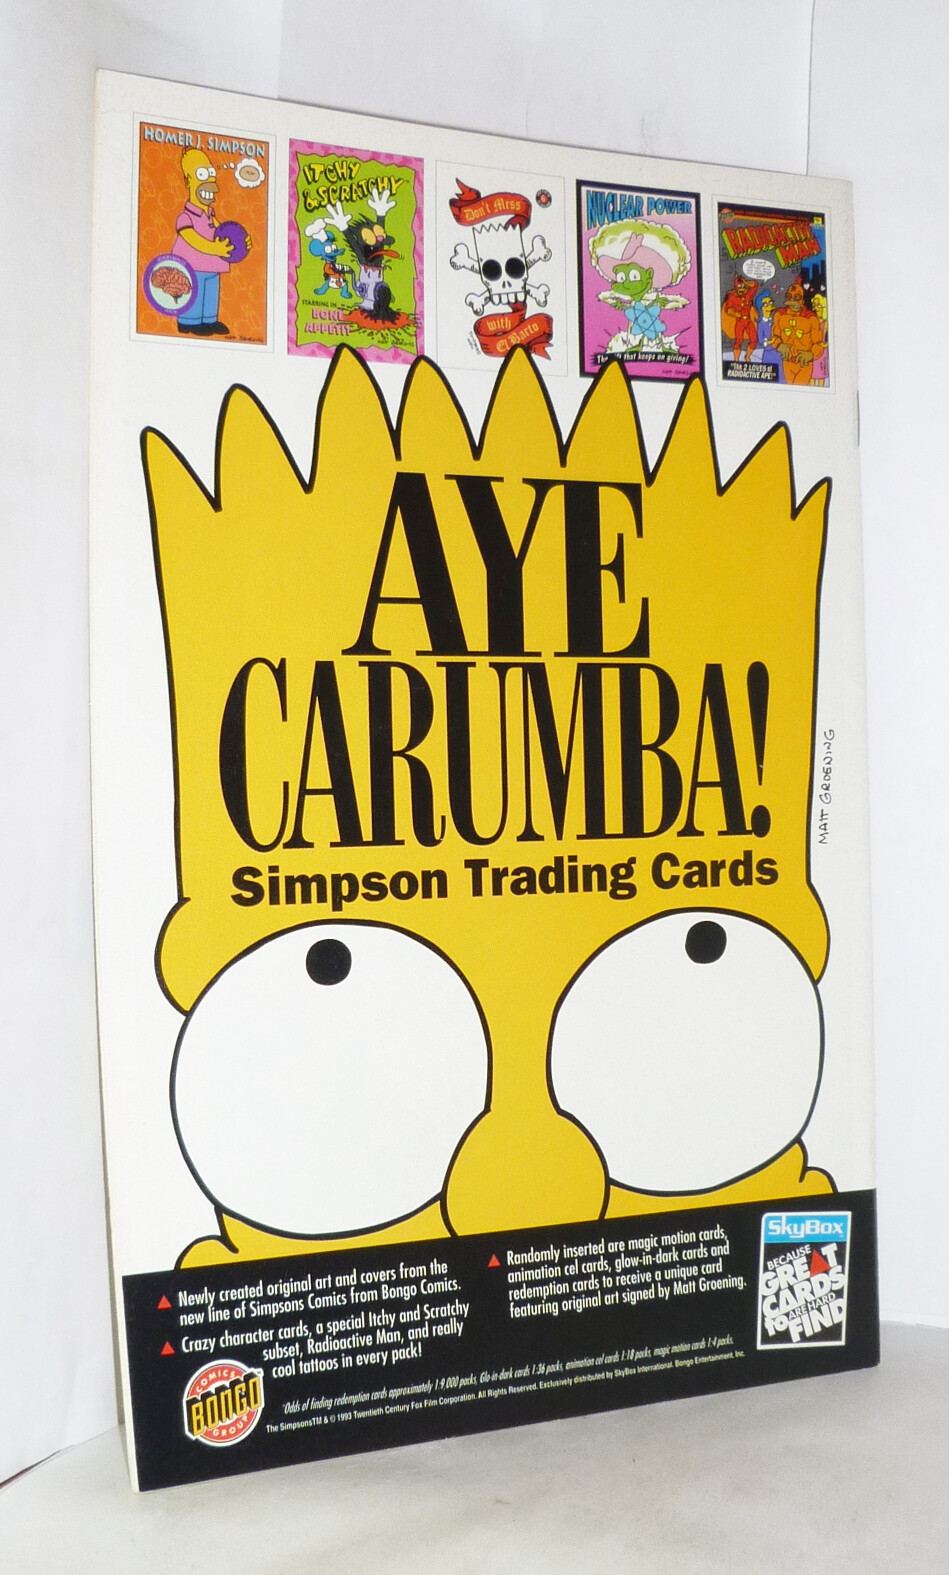 HOMER J. SIMPSON
ITCHY
'n SCRATCHY
STARRING IN
BONE
APPETIT
Don't Mess
with
El Barto
NUCLEAR POWER
The gift that keeps on giving!
RADIOACTIVE
MAN
"The 2 LOVES of
RADIOACTIVE APE!"
AYE
CARUMBA!
Simpson Trading Cards
MATT GROENING
Newly created original art and covers from the
new line of Simpsons Comics from Bongo Comics.
Crazy character cards, a special Itchy and Scratchy
subset, Radioactive Man, and really
cool tattoos in every pack!
Randomly inserted are magic motion cards,
animation cel cards, glow-in-dark cards and
redemption cards to receive a unique card
featuring original art signed by Matt Groening.
SkyBox
BECAUSE
GREAT
CARDS
ARE HARD
to FIND
COMICS
BONGO
GROUP
*Odds of finding redemption cards approximately 1:9,000 packs, Glo-in-dark cards 1:36 packs, animation cel cards 1:18 packs, magic motion cards 1:4 packs.
The SimpsonsTM & © 1993 Twentieth Century Fox Film Corporation. All Rights Reserved. Exclusively distributed by SkyBox International. Bongo Entertainment, Inc.